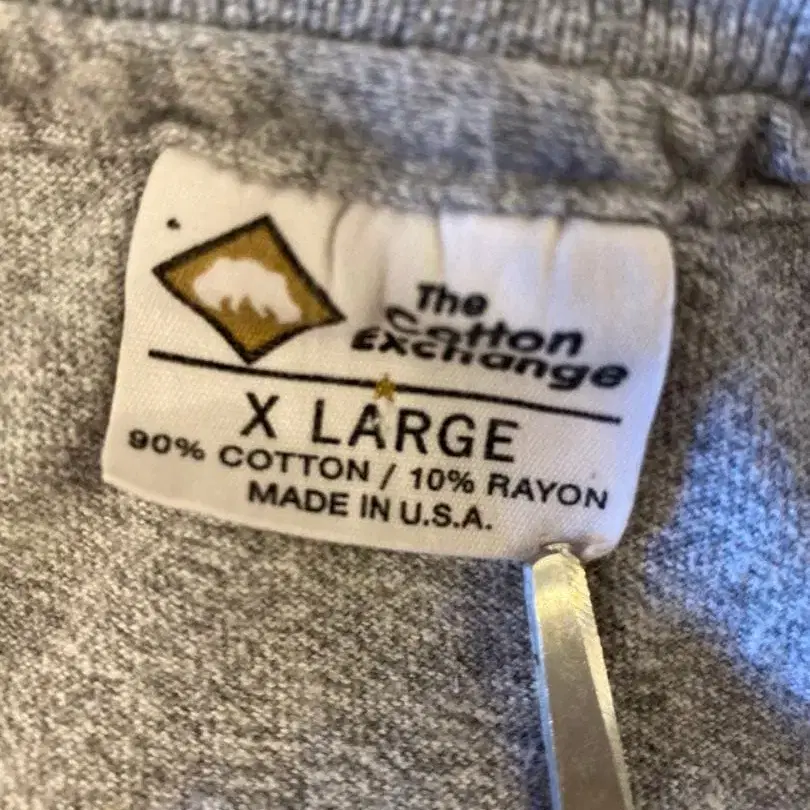 The
Cotton
Exchange
X LARGE
90% COTTON / 10% RAYON
MADE IN U.S.A.